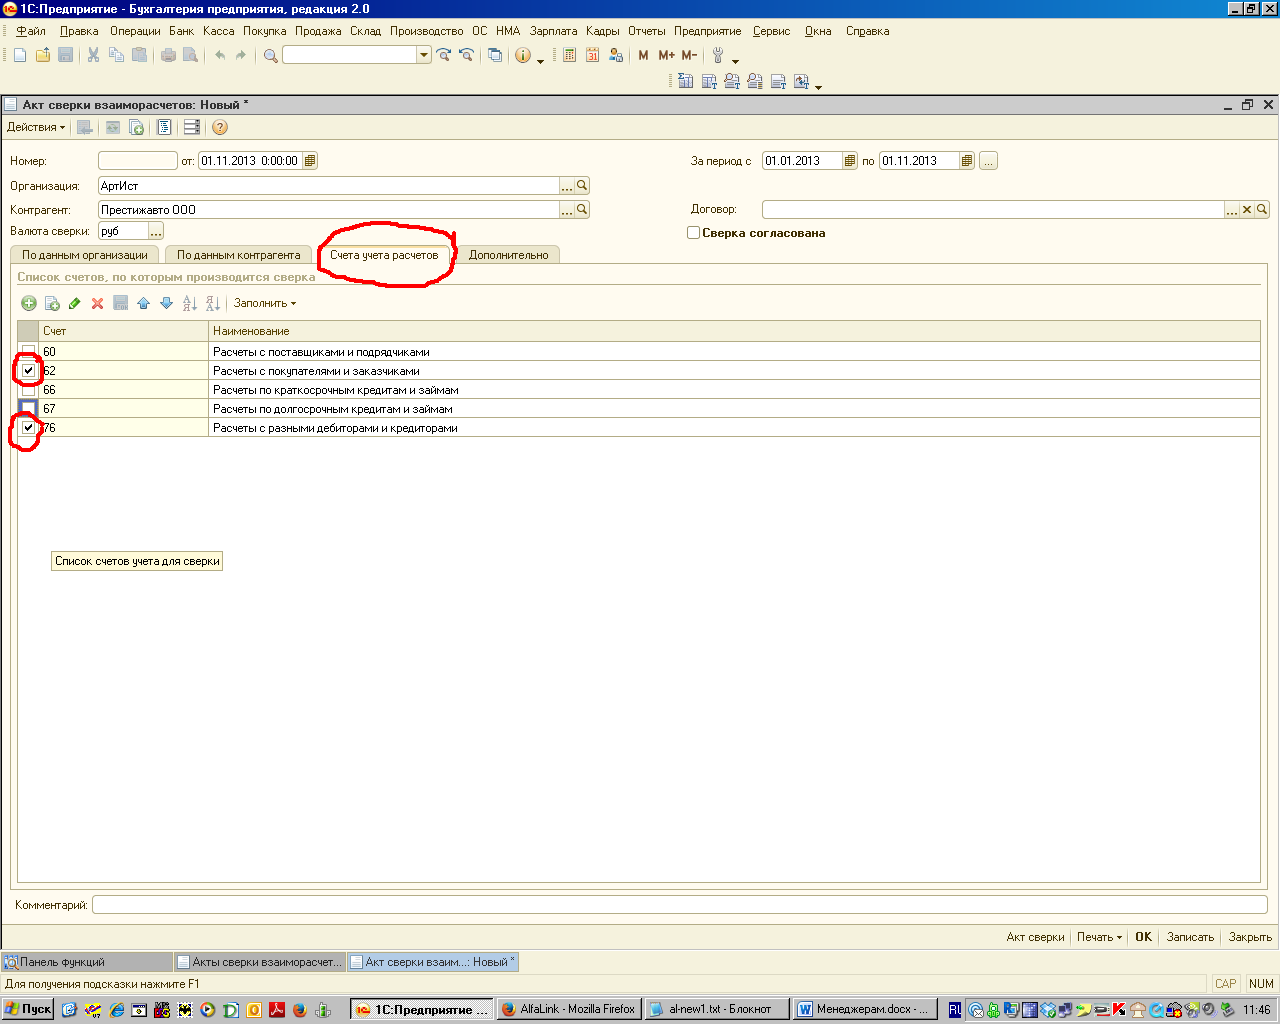 1С:Предприятие - Бухгалтерия предприятия, редакция 2.0
Файл Правка Операции Банк Касса Покупка Продажа Склад Производство ОС НМА Зарплата Кадры Отчеты Предприятие Сервис Окна Справка
M M+ M-
Акт сверки взаиморасчетов: Новый *
Действия
Номер: от: 01.11.2013 0:00:00 За период с 01.01.2013 по 01.11.2013 ...
Организация: АртИст ...
Контрагент: Престижавто ООО ... Договор: ...
Валюта сверки: руб ... Сверка согласована
По данным организации По данным контрагента Счета учета расчетов Дополнительно
Список счетов, по которым производится сверка
Заполнить
Счет Наименование
60 Расчеты с поставщиками и подрядчиками
62 Расчеты с покупателями и заказчиками
66 Расчеты по краткосрочным кредитам и займам
67 Расчеты по долгосрочным кредитам и займам
76 Расчеты с разными дебиторами и кредиторами
Список счетов учета для сверки
Комментарий:
Акт сверки Печать OK Записать Закрыть
Панель функций Акты сверки взаиморасчет... Акт сверки взаим...: Новый *
Для получения подсказки нажмите F1 CAP NUM
Пуск 1С:Предприятие ... AlfaLink - Mozilla Firefox al-new1.txt - Блокнот Менеджерам.docx - ... 11:46